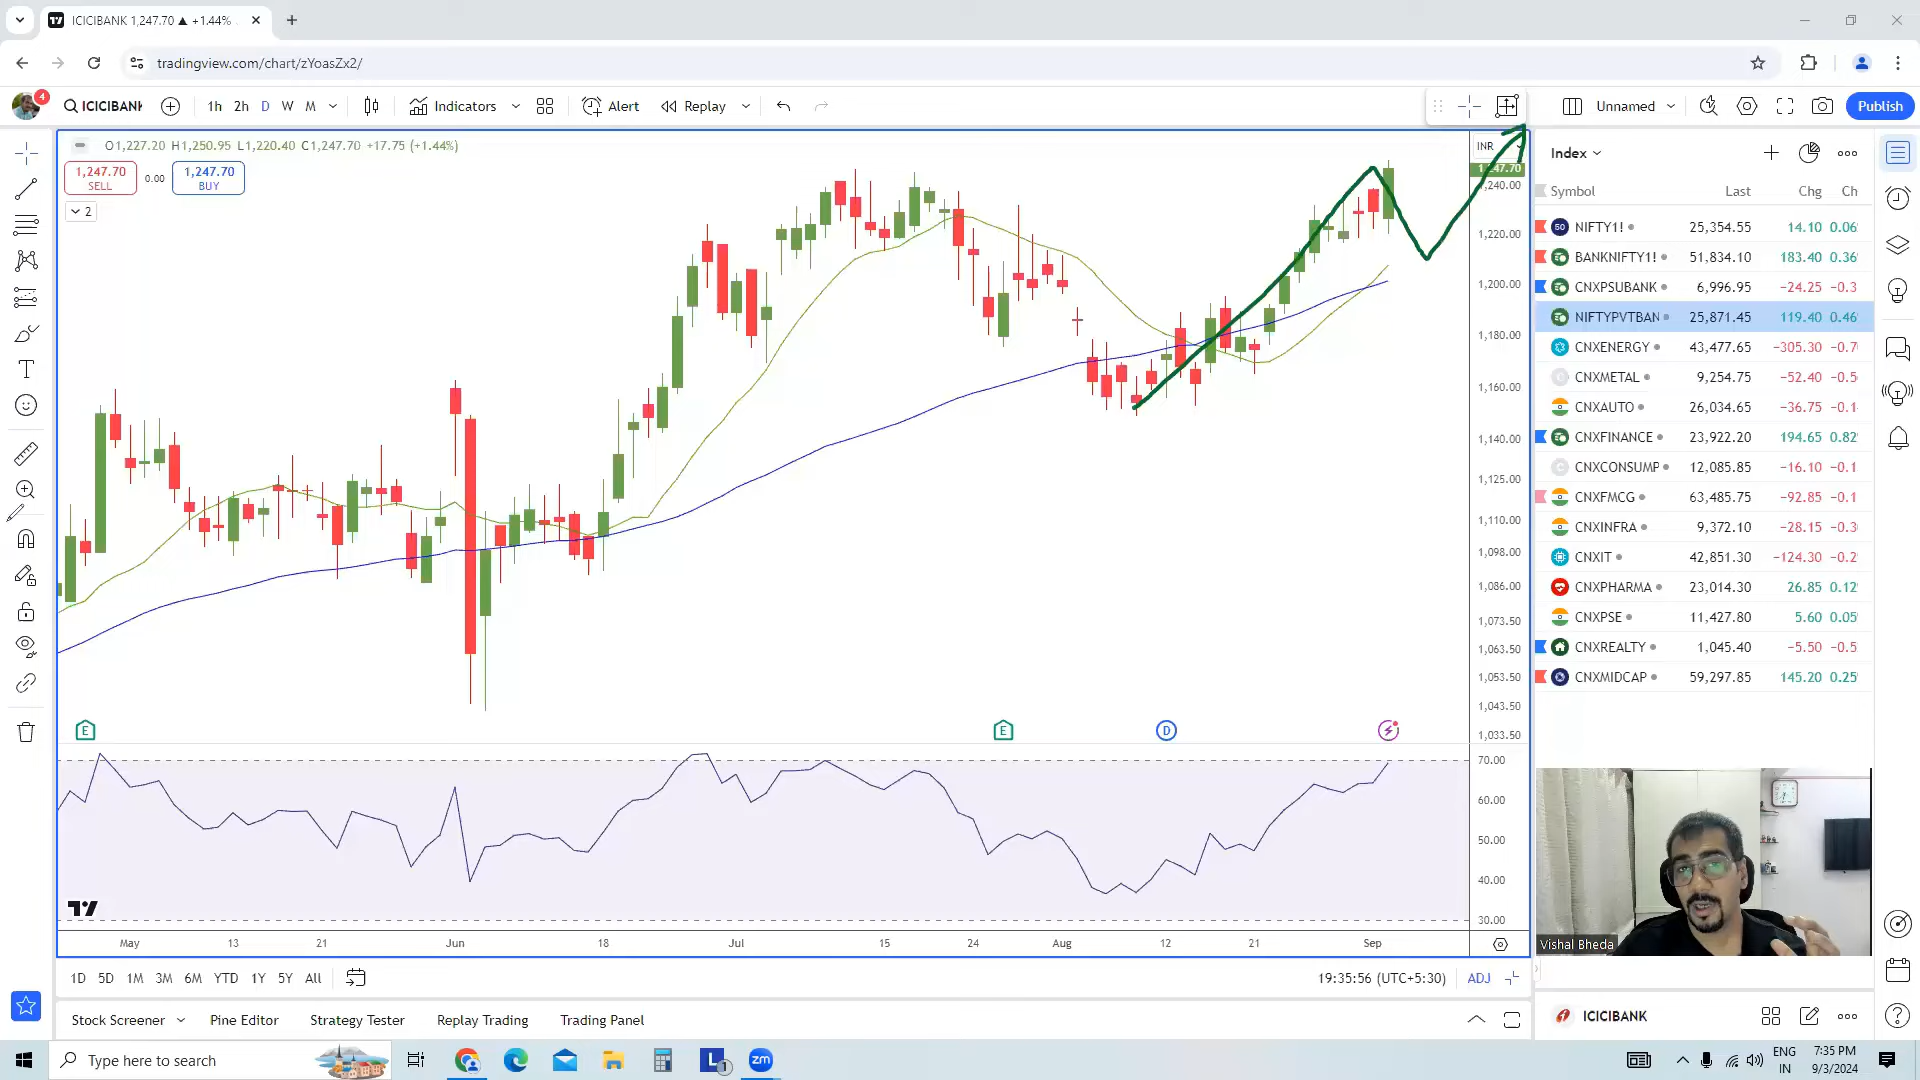 ICICIBANK 1,247.70 ▲ +1.44%
tradingview.com/chart/zYoasZx2/
4
ICICIBANK
1h 2h D W M
Indicators
Alert
Replay
Unnamed
Publish
O1,227.20 H1,250.95 L1,220.40 C1,247.70 +17.75 (+1.44%)
1,247.70
SELL
0.00
1,247.70
BUY
2
INR
1,247.70
1,240.00
1,220.00
1,200.00
1,180.00
1,160.00
1,140.00
1,125.00
1,110.00
1,098.00
1,086.00
1,073.50
1,063.50
1,053.50
1,043.50
1,033.50
E
E
D
70.00
60.00
50.00
40.00
30.00
May 13 21 Jun 18 Jul 15 24 Aug 12 21 Sep
1D 5D 1M 3M 6M YTD 1Y 5Y All
19:35:56 (UTC+5:30)
ADJ
Stock Screener
Pine Editor
Strategy Tester
Replay Trading
Trading Panel
Index
Symbol Last Chg Ch
50 NIFTY1! 25,354.55 14.10 0.06
BANKNIFTY1! 51,834.10 183.40 0.36
CNXPSUBANK 6,996.95 −24.25 −0.3
NIFTYPVTBAN 25,871.45 119.40 0.46
CNXENERGY 43,477.65 −305.30 −0.7
C CNXMETAL 9,254.75 −52.40 −0.5
CNXAUTO 26,034.65 −36.75 −0.1
CNXFINANCE 23,922.20 194.65 0.82
C CNXCONSUMP 12,085.85 −16.10 −0.1
CNXFMCG 63,485.75 −92.85 −0.1
CNXINFRA 9,372.10 −28.15 −0.3
CNXIT 42,851.30 −124.30 −0.2
CNXPHARMA 23,014.30 26.85 0.12
CNXPSE 11,427.80 5.60 0.05
CNXREALTY 1,045.40 −5.50 −0.5
CNXMIDCAP 59,297.85 145.20 0.25
Vishal Bheda
ICICIBANK
Type here to search
L
1
zm
ENG
IN
7:35 PM
9/3/2024